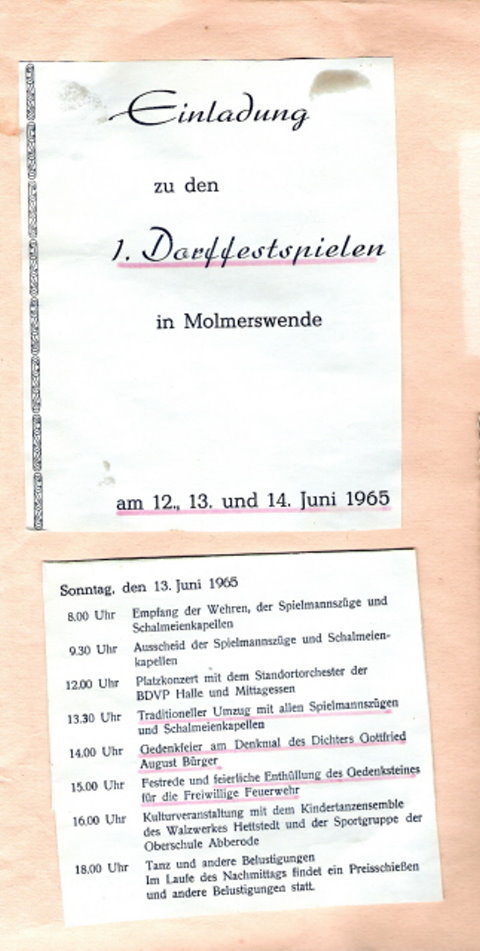 Einladung
zu den
1. Dorffestspielen
in Molmerswende
am 12., 13. und 14. Juni 1965
Sonntag, den 13. Juni 1965
8.00 Uhr Empfang der Wehren, der Spielmannszüge und
Schalmeienkapellen
9.30 Uhr Ausscheid der Spielmannszüge und Schalmeien-
kapellen
12.00 Uhr Platzkonzert mit dem Standortorchester der
BDVP Halle und Mittagessen
13.30 Uhr Traditioneller Umzug mit allen Spielmannszügen
und Schalmeienkapellen
14.00 Uhr Gedenkfeier am Denkmal des Dichters Gottfried
August Bürger
15.00 Uhr Festrede und feierliche Enthüllung des Gedenksteines
für die Freiwillige Feuerwehr
16.00 Uhr Kulturveranstaltung mit dem Kindertanzensemble
des Walzwerkes Hettstedt und der Sportgruppe der
Oberschule Abberode
18.00 Uhr Tanz und andere Belustigungen
Im Laufe des Nachmittags findet ein Preisschießen
und andere Belustigungen statt.